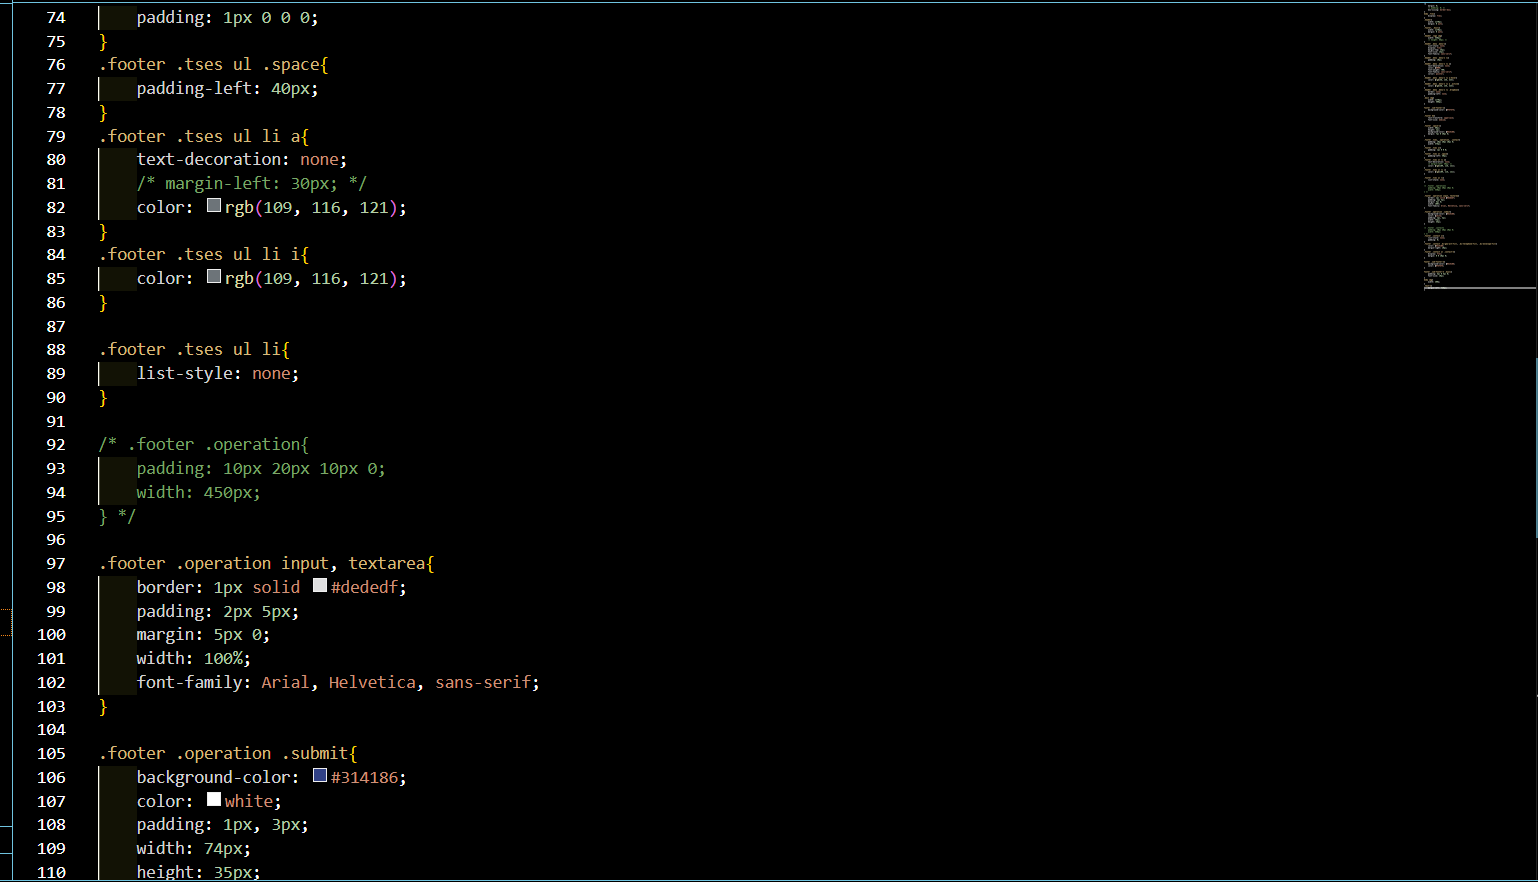 74 padding: 1px 0 0 0;
75 }
76 .footer .tses ul .space{
77 padding-left: 40px;
78 }
79 .footer .tses ul li a{
80 text-decoration: none;
81 /* margin-left: 30px; */
82 color: rgb(109, 116, 121);
83 }
84 .footer .tses ul li i{
85 color: rgb(109, 116, 121);
86 }
87
88 .footer .tses ul li{
89 list-style: none;
90 }
91
92 /* .footer .operation{
93 padding: 10px 20px 10px 0;
94 width: 450px;
95 } */
96
97 .footer .operation input, textarea{
98 border: 1px solid #dededf;
99 padding: 2px 5px;
100 margin: 5px 0;
101 width: 100%;
102 font-family: Arial, Helvetica, sans-serif;
103 }
104
105 .footer .operation .submit{
106 background-color: #314186;
107 color: white;
108 padding: 1px, 3px;
109 width: 74px;
110 height: 35px;